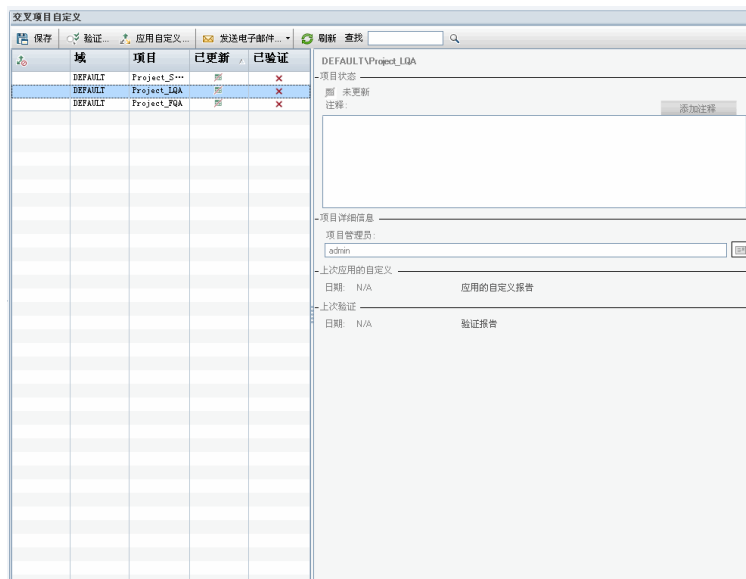 交叉项目自定义
保存 验证... 应用自定义... 发送电子邮件... 刷新 查找
域 项目 已更新 已验证
DEFAULT Project_S...
DEFAULT Project_LQA
DEFAULT Project_FQA
DEFAULT\Project_LQA
项目状态
未更新
注释:
添加注释
项目详细信息
项目管理员:
admin
上次应用的自定义
日期: N/A 应用的自定义报告
上次验证
日期: N/A 验证报告